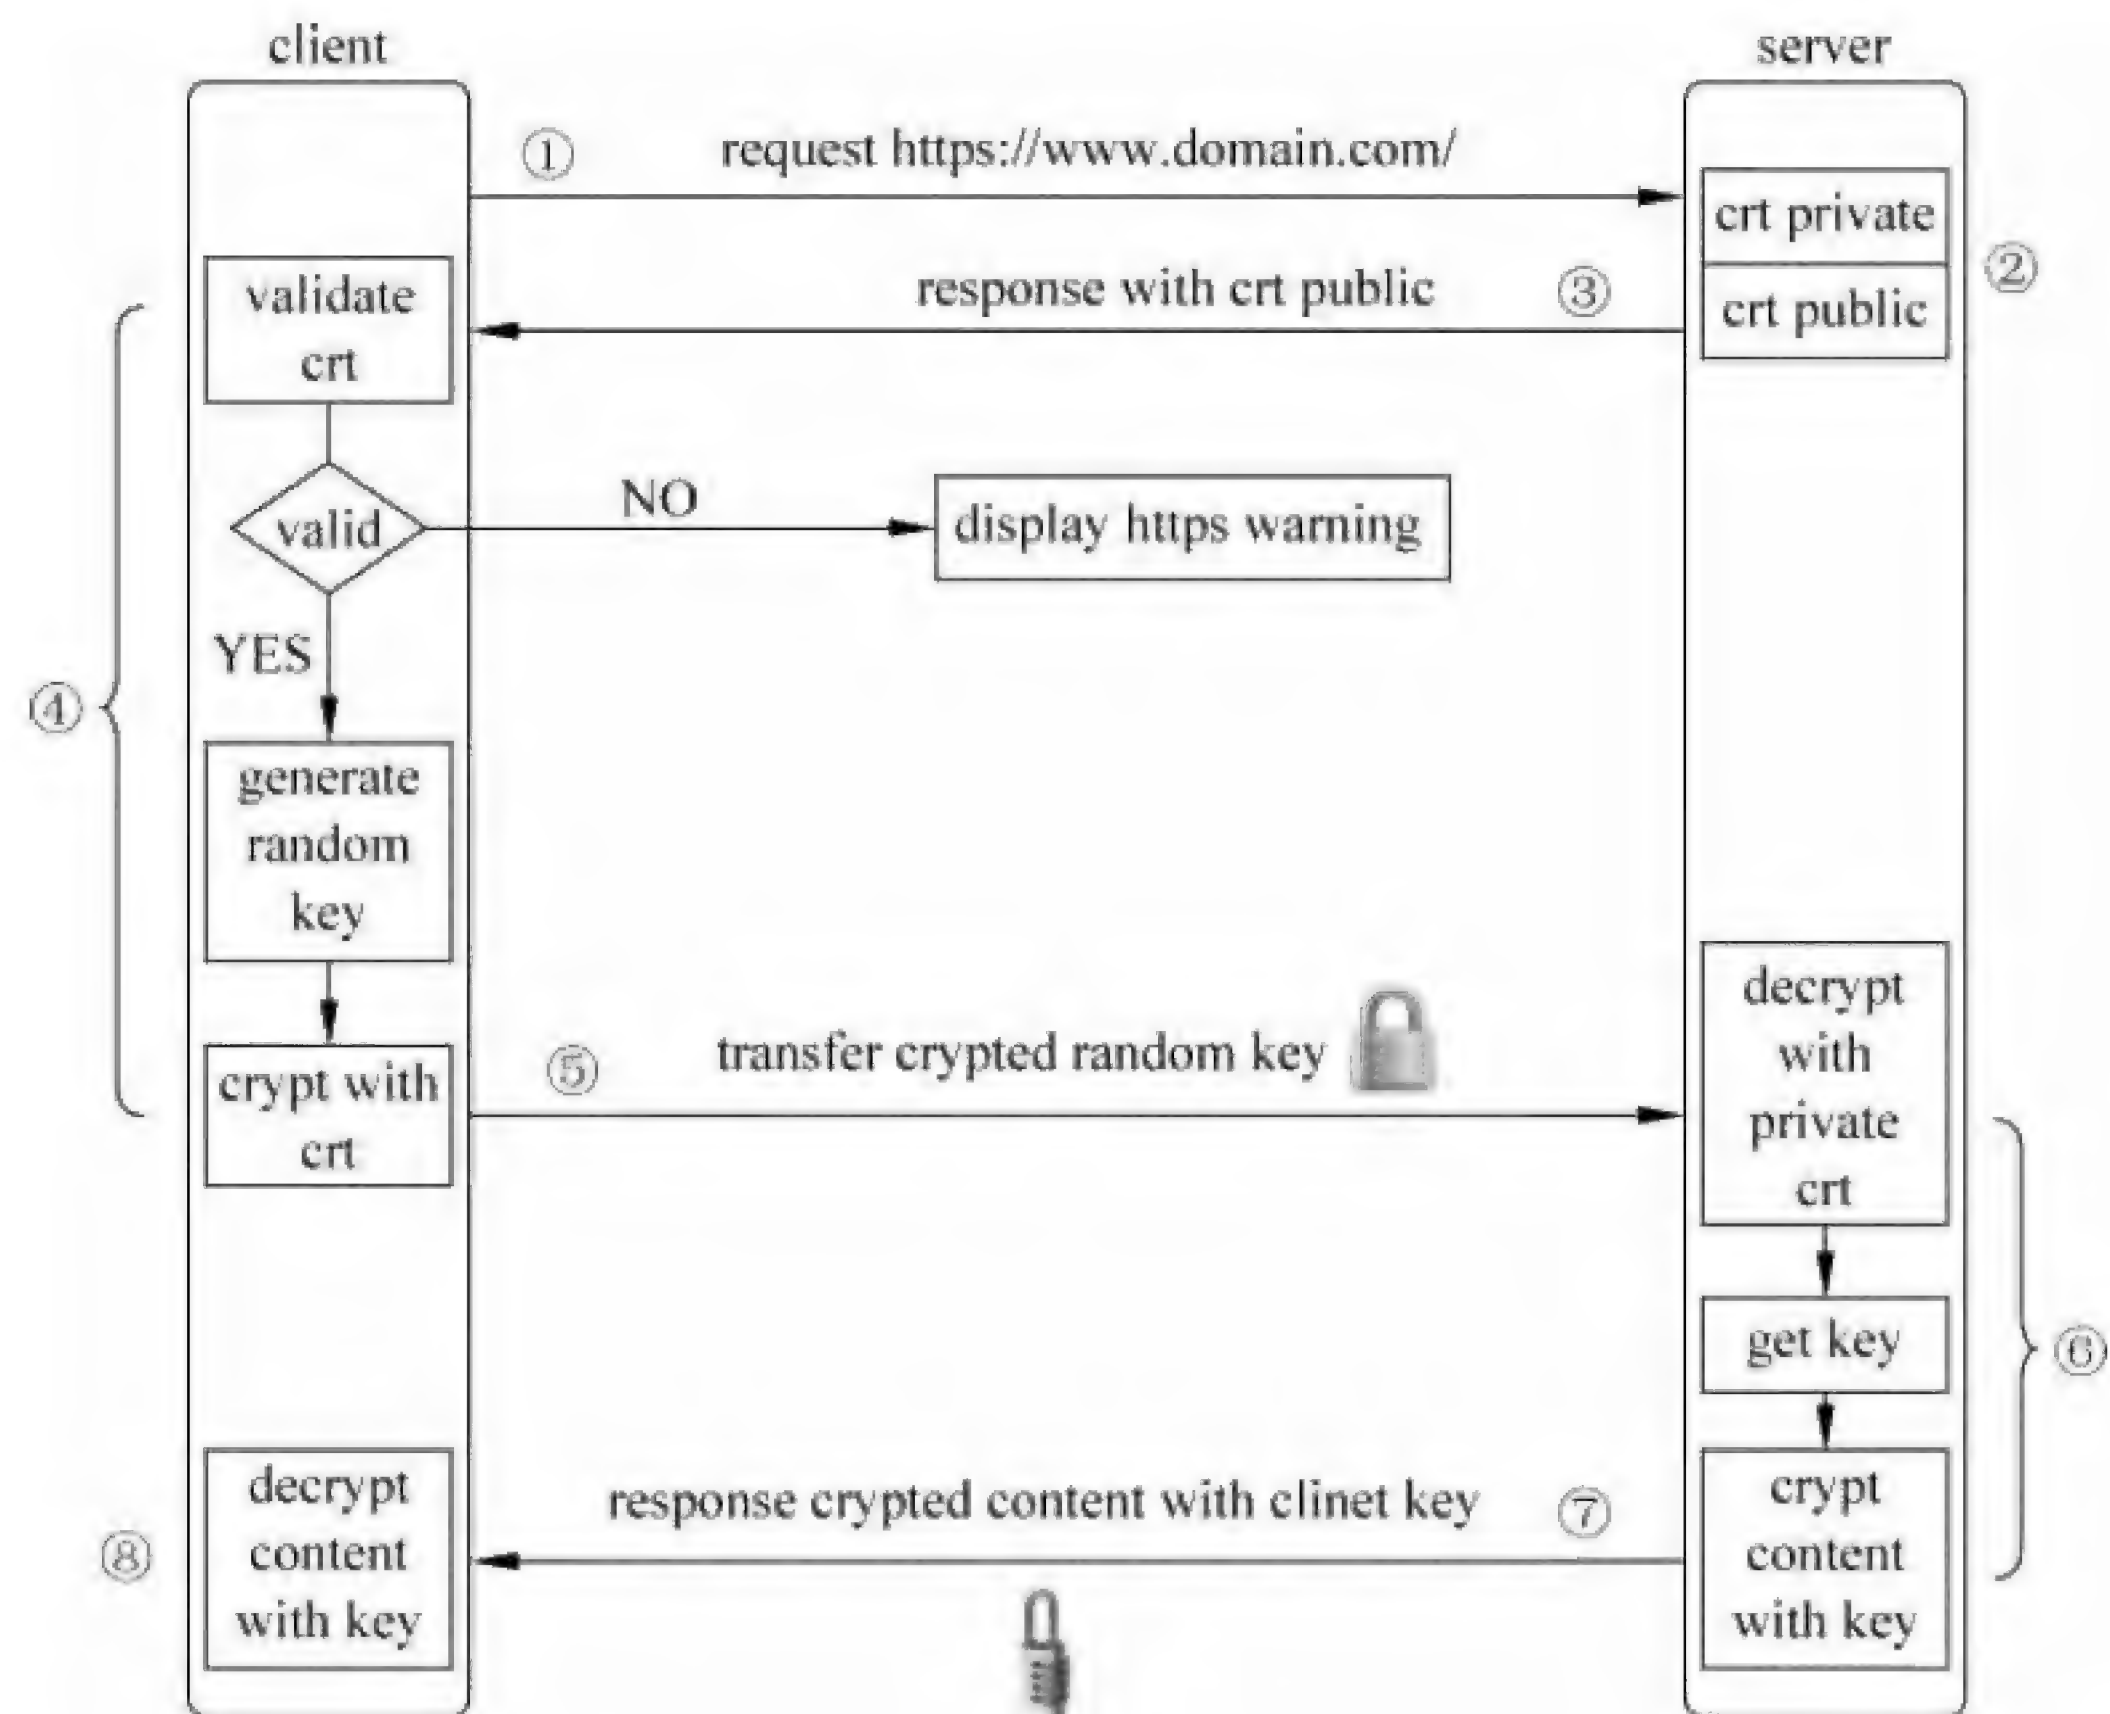 client
server
① request https://www.domain.com/
crt private
②
crt public
response with crt public ③
validate
crt
valid
NO
display https warning
YES
④
generate
random
key
crypt with
crt
⑤ transfer crypted random key
decrypt
with
private
crt
get key
⑥
crypt
content
with key
response crypted content with clinet key ⑦
⑧
decrypt
content
with key